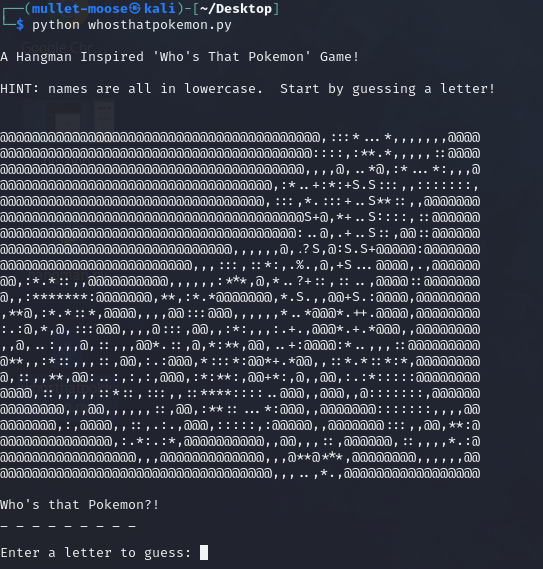 ┌──(mullet-moose㉿kali)-[~/Desktop]
└─$ python whosthatpokemon.py
A Hangman Inspired 'Who's That Pokemon' Game!
HINT: names are all in lowercase.  Start by guessing a letter!
Who's that Pokemon?!
_ _ _ _ _ _ _ _ _
Enter a letter to guess: